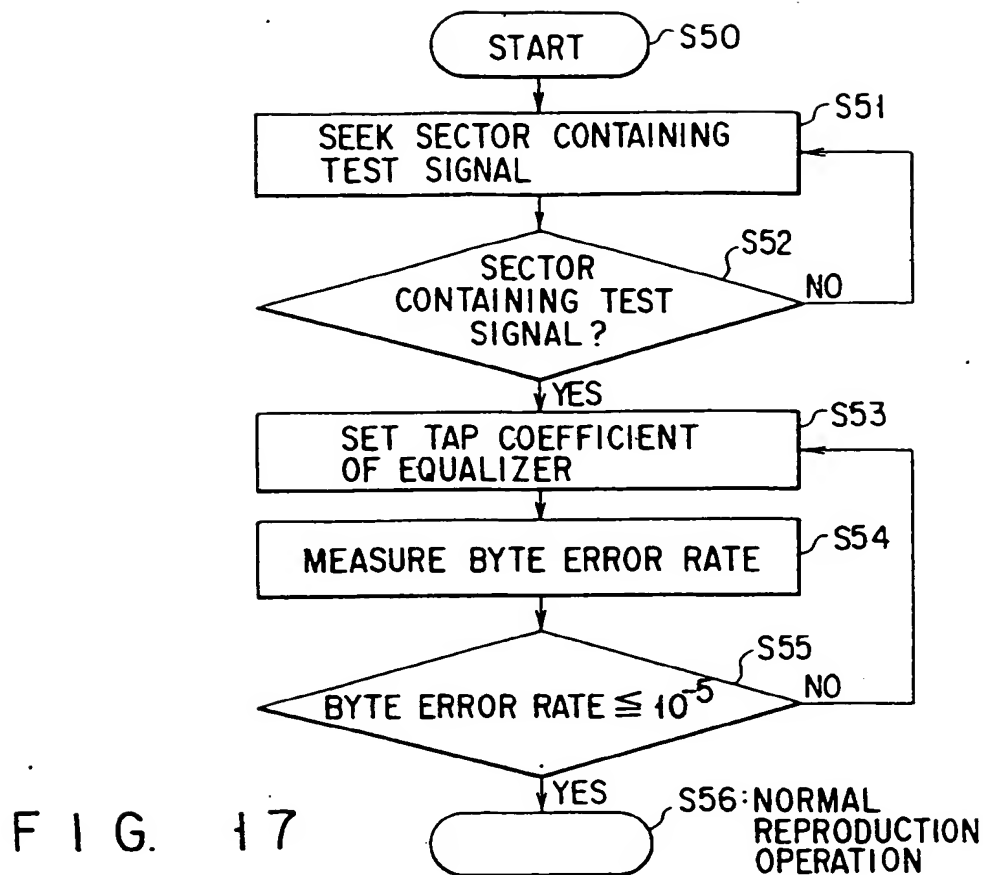 START
S50
SEEK SECTOR CONTAINING
TEST SIGNAL
S51
SECTOR
CONTAINING TEST
SIGNAL?
S52
NO
YES
SET TAP COEFFICIENT
OF EQUALIZER
S53
MEASURE BYTE ERROR RATE
S54
BYTE ERROR RATE ≦ 10⁻⁵
S55
NO
YES
S56: NORMAL
REPRODUCTION
OPERATION
FIG. 17